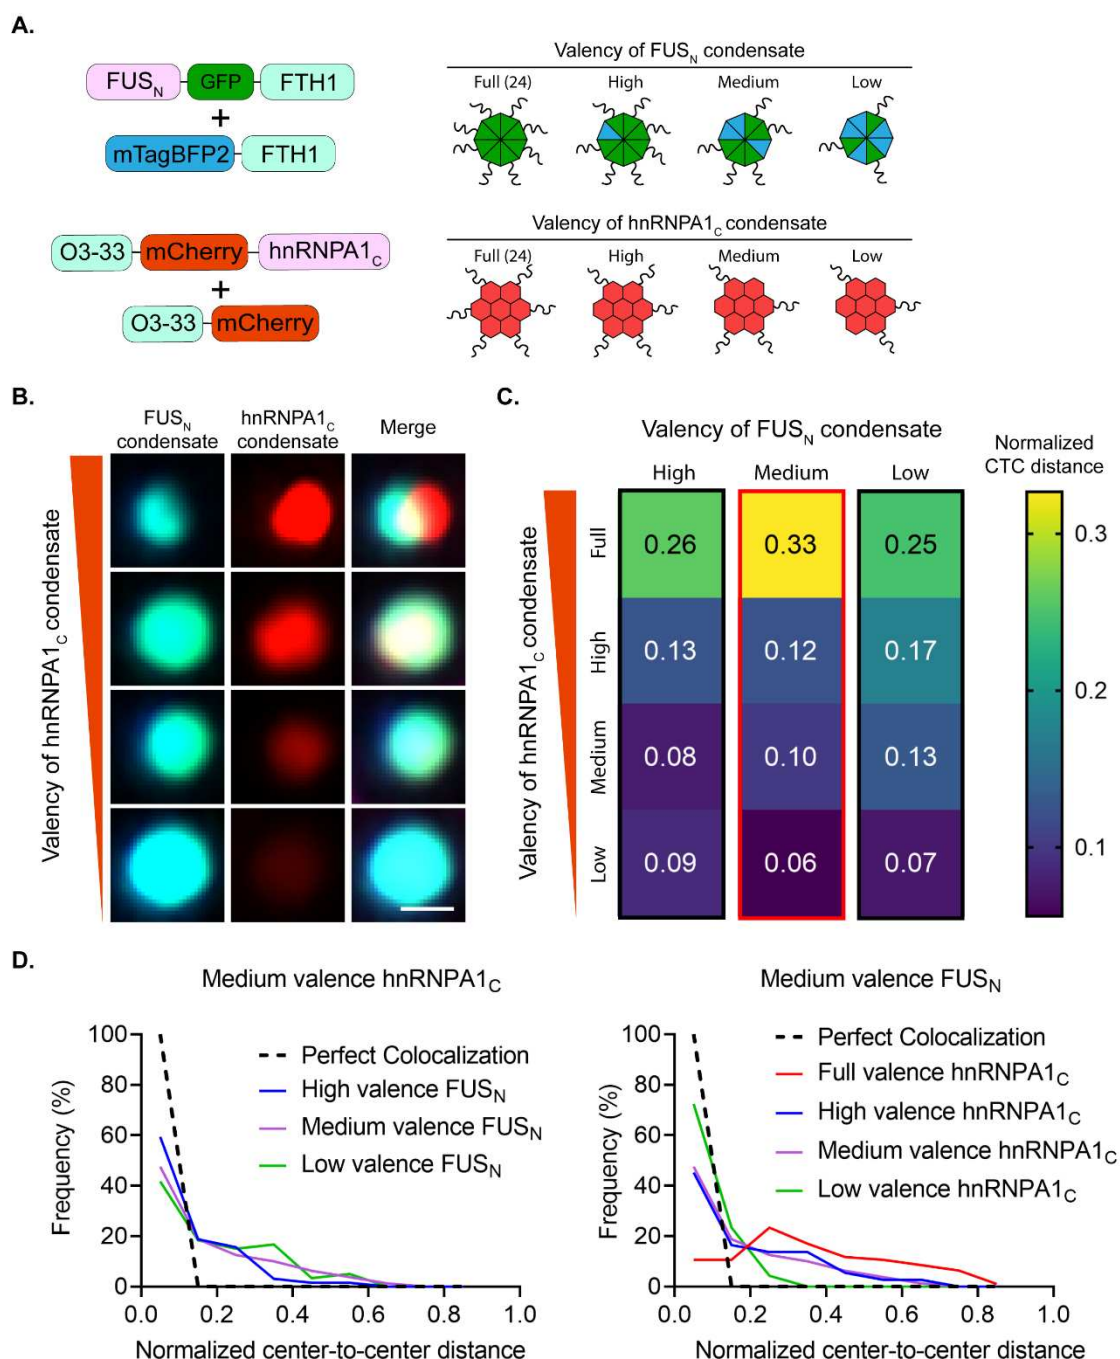 A.
FUSN GFP FTH1
+
mTagBFP2 FTH1
Valency of FUSN condensate
Full (24) High Medium Low
O3-33 mCherry hnRNPA1C
+
O3-33 mCherry
Valency of hnRNPA1C condensate
Full (24) High Medium Low
B.
FUSN condensate
hnRNPA1C condensate
Merge
Valency of hnRNPA1C condensate
C.
Valency of FUSN condensate
High Medium Low
Normalized
CTC distance
Valency of hnRNPA1C condensate
Full 0.26 0.33 0.25
High 0.13 0.12 0.17
Medium 0.08 0.10 0.13
Low 0.09 0.06 0.07
0.3
0.2
0.1
D.
Medium valence hnRNPA1C
Frequency (%)
100
80
60
40
20
0
Perfect Colocalization
High valence FUSN
Medium valence FUSN
Low valence FUSN
0.0 0.2 0.4 0.6 0.8 1.0
Normalized center-to-center distance
Medium valence FUSN
Frequency (%)
100
80
60
40
20
0
Perfect Colocalization
Full valence hnRNPA1C
High valence hnRNPA1C
Medium valence hnRNPA1C
Low valence hnRNPA1C
0.0 0.2 0.4 0.6 0.8 1.0
Normalized center-to-center distance